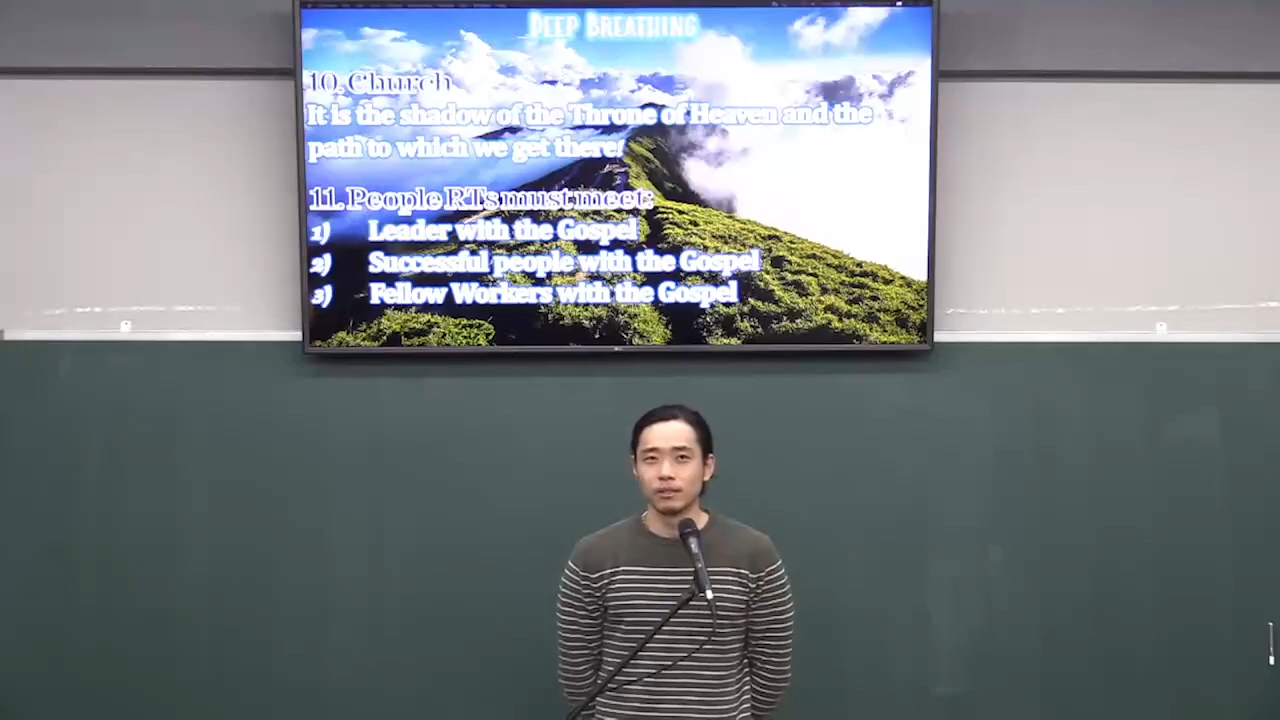 DEEP BREATHING
10. Church
It is the shadow of the Throne of Heaven and the
path to which we get there!
11. People RTs must meet:
1) Leader with the Gospel
2) Successful people with the Gospel
3) Fellow Workers with the Gospel